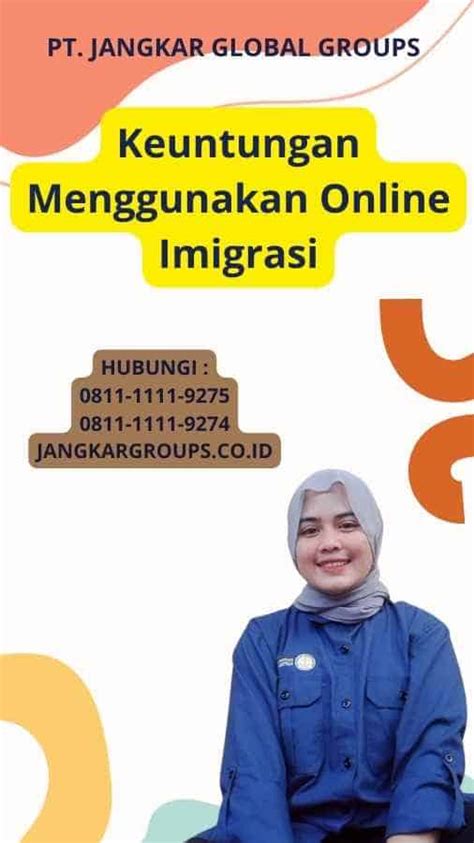 PT. JANGKAR GLOBAL GROUPS
Keuntungan
Menggunakan Online
Imigrasi
HUBUNGI :
0811-1111-9275
0811-1111-9274
JANGKARGROUPS.CO.ID